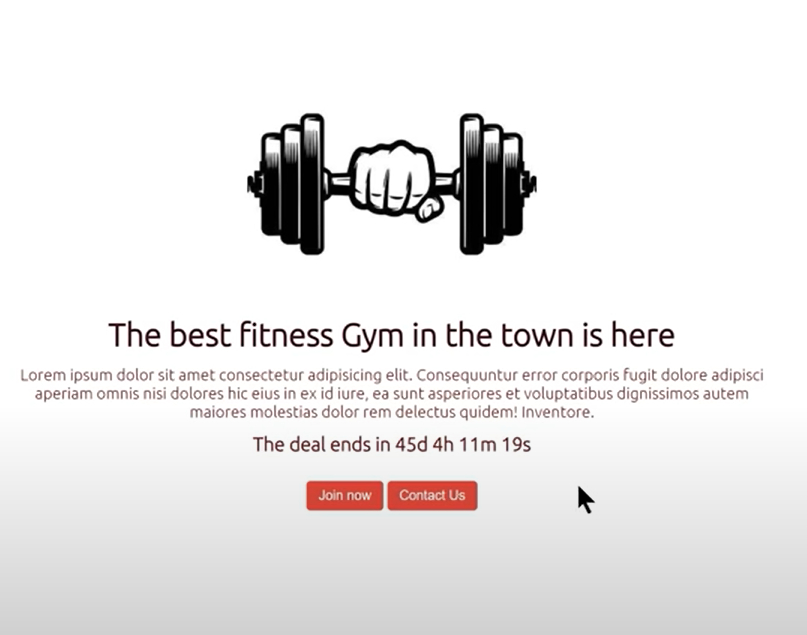 The best fitness Gym in the town is here
Lorem ipsum dolor sit amet consectetur adipisicing elit. Consequuntur error corporis fugit dolore adipisci
aperiam omnis nisi dolores hic eius in ex id iure, ea sunt asperiores et voluptatibus dignissimos autem
maiores molestias dolor rem delectus quidem! Inventore.
The deal ends in 45d 4h 11m 19s
Join now Contact Us